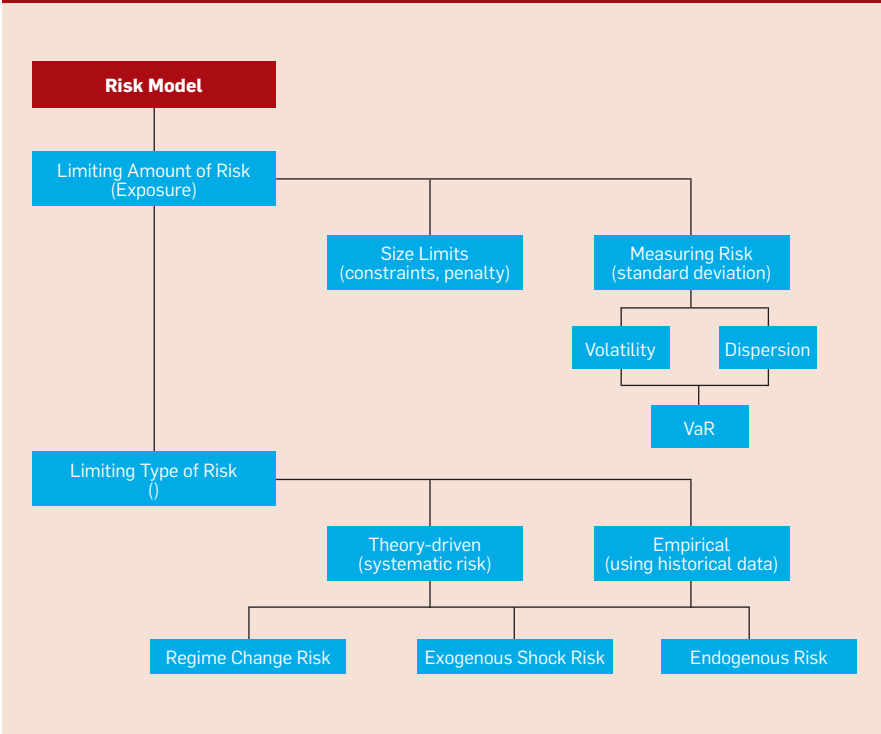 Risk Model
Limiting Amount of Risk
(Exposure)
Size Limits
(constraints, penalty)
Measuring Risk
(standard deviation)
Volatility
Dispersion
VaR
Limiting Type of Risk
()
Theory-driven
(systematic risk)
Empirical
(using historical data)
Regime Change Risk
Exogenous Shock Risk
Endogenous Risk